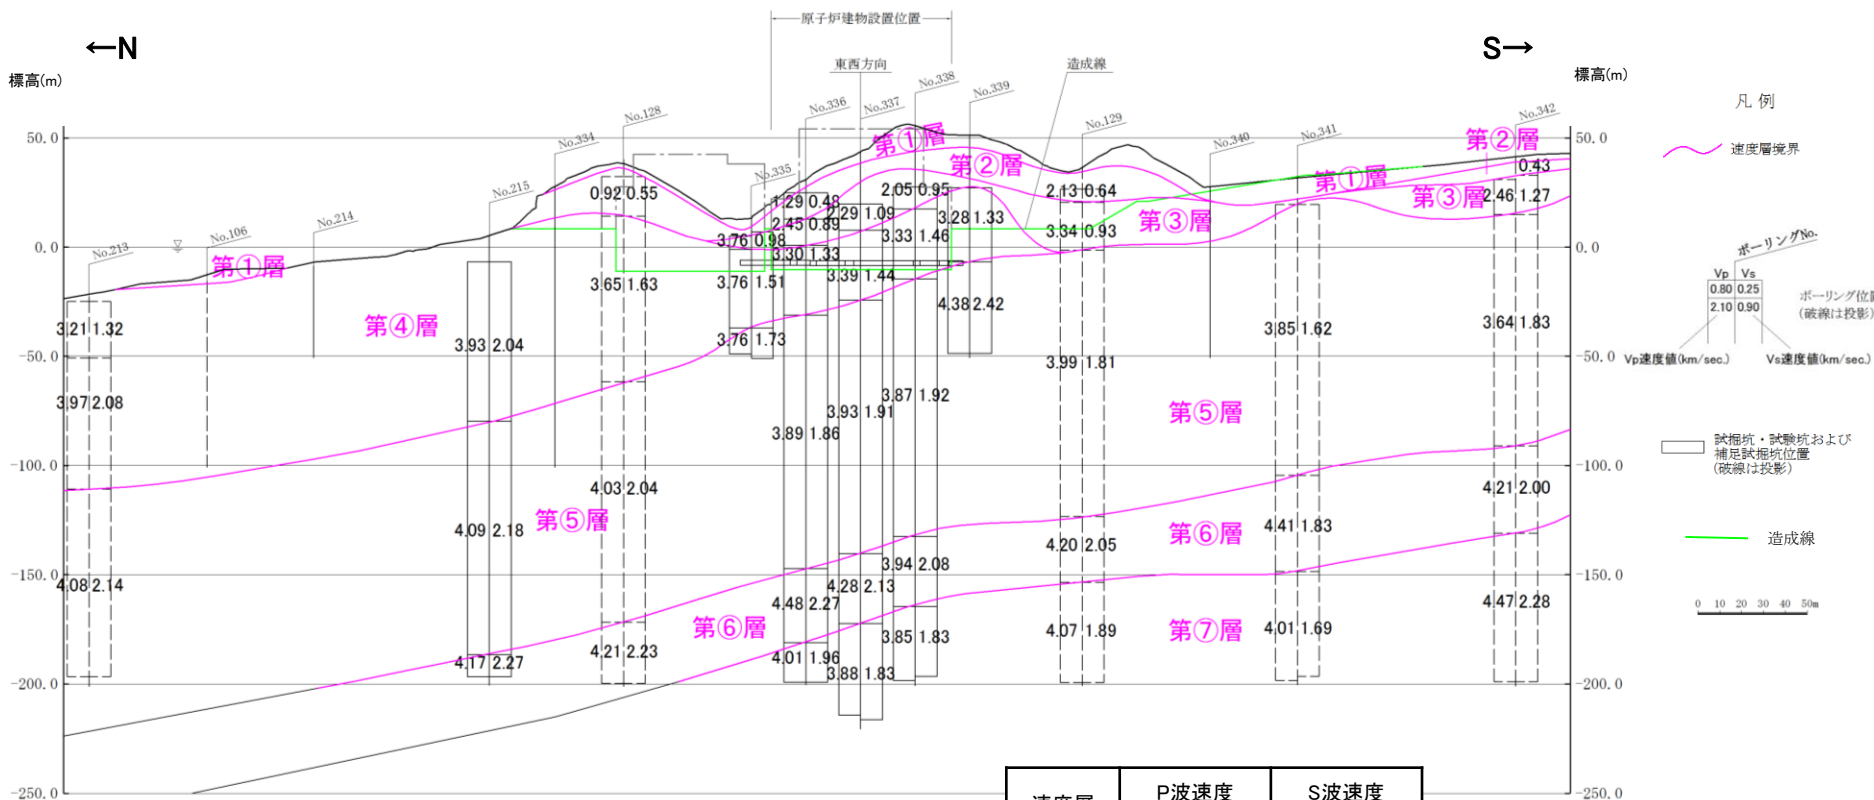 原子炉建物設置位置
←N
S→
東西方向
造成線
標高(m)
標高(m)
No.213
No.106
No.214
No.215
No.334
No.128
No.335
No.336
No.337
No.338
No.339
No.129
No.340
No.341
No.342
50.0
0.0
-50.0
-100.0
-150.0
-200.0
-250.0
50.0
0.0
-50.0
-100.0
-150.0
-200.0
-250.0
第①層
第②層
第①層
第②層
第③層
第③層
第①層
第④層
第⑤層
第⑤層
第⑥層
第⑥層
第⑦層
3.21 1.32
3.97 2.08
4.08 2.14
3.93 2.04
4.09 2.18
4.17 2.27
0.92 0.55
3.65 1.63
4.03 2.04
4.21 2.23
3.76 0.98
3.76 1.51
3.76 1.73
1.29 0.48
2.45 0.89
3.30 1.33
3.89 1.86
4.48 2.27
4.01 1.96
2.29 1.09
3.39 1.44
3.93 1.91
4.28 2.13
3.88 1.83
2.05 0.95
3.33 1.46
3.87 1.92
3.94 2.08
3.85 1.83
3.28 1.33
4.38 2.42
2.13 0.64
3.34 0.93
3.99 1.81
4.20 2.05
4.07 1.89
3.85 1.62
4.41 1.83
4.01 1.69
0.43
2.46 1.27
3.64 1.83
4.21 2.00
4.47 2.28
凡 例
速度層境界
ボーリングNo.
Vp Vs
0.80 0.25
2.10 0.90
ボーリング位置
(破線は投影)
Vp速度値(km/sec.)
Vs速度値(km/sec.)
試掘坑・試験坑および
補足試掘坑位置
(破線は投影)
造成線
0 10 20 30 40 50m
速度層
P波速度
S波速度